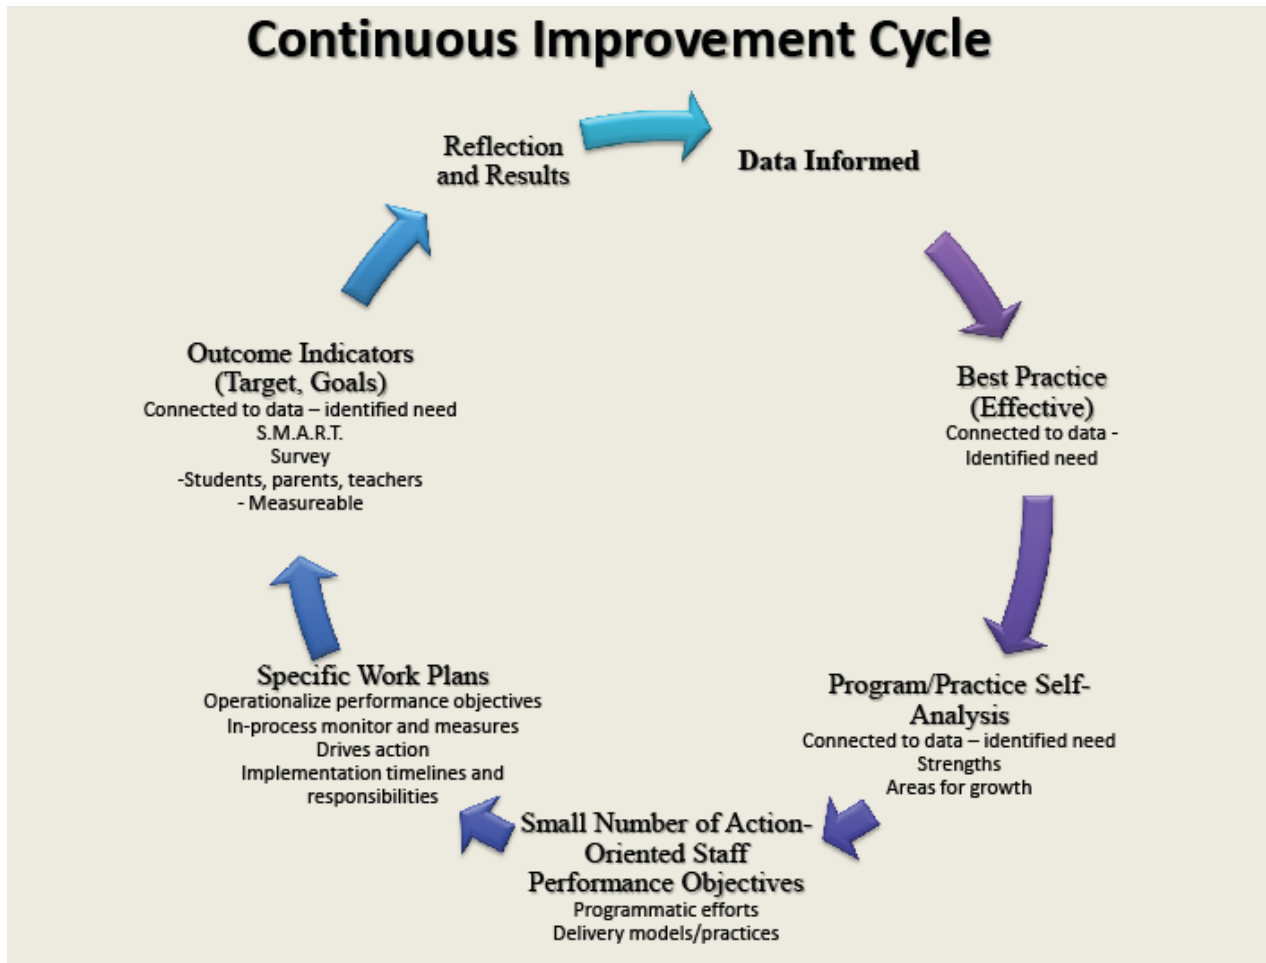 Continuous Improvement Cycle
Reflection
and Results
Data Informed
Best Practice
(Effective)
Connected to data -
Identified need
Program/Practice Self-
Analysis
Connected to data – identified need
Strengths
Areas for growth
Small Number of Action-
Oriented Staff
Performance Objectives
Programmatic efforts
Delivery models/practices
Specific Work Plans
Operationalize performance objectives
In-process monitor and measures
Drives action
Implementation timelines and
responsibilities
Outcome Indicators
(Target, Goals)
Connected to data – identified need
S.M.A.R.T.
Survey
-Students, parents, teachers
- Measureable